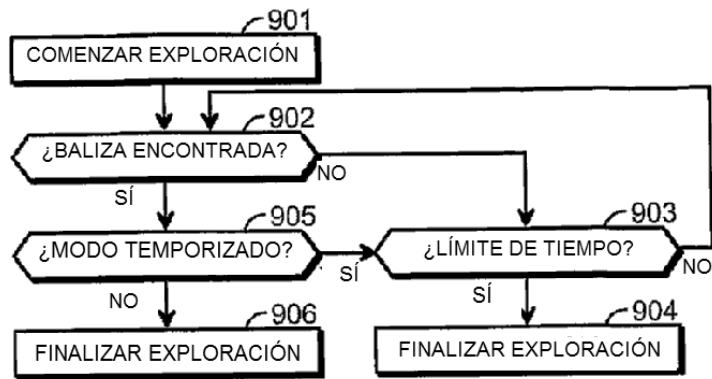 901
COMENZAR EXPLORACIÓN
902
¿BALIZA ENCONTRADA?
NO
SÍ
905
¿MODO TEMPORIZADO?
SÍ
903
¿LÍMITE DE TIEMPO?
NO
NO
SÍ
906
FINALIZAR EXPLORACIÓN
904
FINALIZAR EXPLORACIÓN